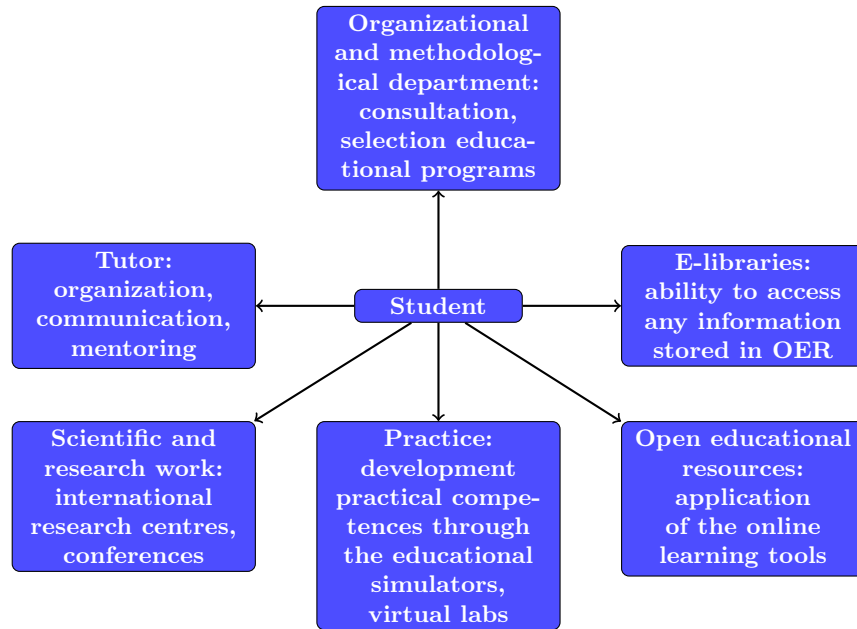 Organizational
and methodolog-
ical department:
consultation,
selection educa-
tional programs
Tutor:
organization,
communication,
mentoring
Student
E-libraries:
ability to access
any information
stored in OER
Scientific and
research work:
international
research centres,
conferences
Practice:
development
practical compe-
tences through
the educational
simulators,
virtual labs
Open educational
resources:
application
of the online
learning tools